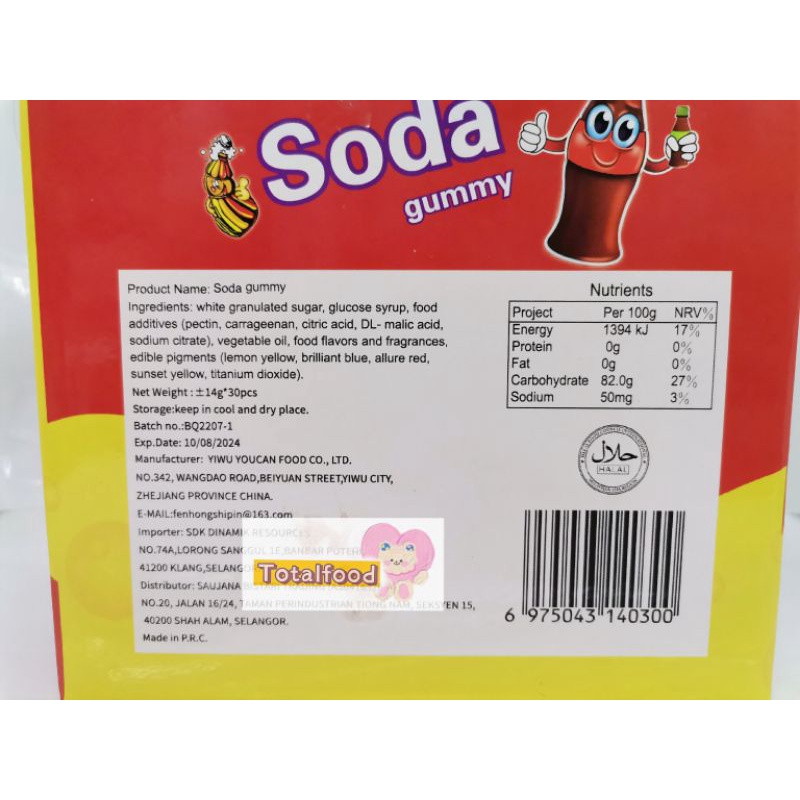 Soda
gummy
Product Name: Soda gummy
Ingredients: white granulated sugar, glucose syrup, food
additives (pectin, carrageenan, citric acid, DL- malic acid,
sodium citrate), vegetable oil, food flavors and fragrances,
edible pigments (lemon yellow, brilliant blue, allure red,
sunset yellow, titanium dioxide).
Net Weight : ±14g*30pcs
Storage:keep in cool and dry place.
Batch no.:BQ2207-1
Exp.Date: 10/08/2024
Manufacturer: YIWU YOUCAN FOOD CO., LTD.
NO.342, WANGDAO ROAD,BEIYUAN STREET,YIWU CITY,
ZHEJIANG PROVINCE CHINA.
E-MAIL:fenhongshipin@163.com
Importer: SDK DINAMIK RESOURCES
NO.74A,LORONG SANGGUL 1E,BANDAR PUTERI
41200 KLANG,SELANGO
Distributor: SAUJANA
NO.20, JALAN 16/24, TAMAN PERINDUSTRIAN TIONG NAM, SEKSYEN 15,
40200 SHAH ALAM, SELANGOR.
Made in P.R.C.
Totalfood
Nutrients
Project Per 100g NRV%
Energy 1394 kJ 17%
Protein 0g 0%
Fat 0g 0%
Carbohydrate 82.0g 27%
Sodium 50mg 3%
حلال
HALAL
6 975043 140300